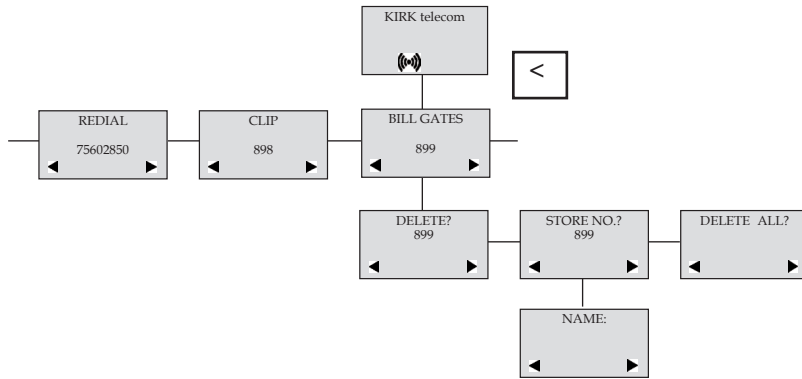 KIRK telecom
<
REDIAL
75602850
CLIP
898
BILL GATES
899
DELETE?
899
STORE NO.?
899
DELETE ALL?
NAME: